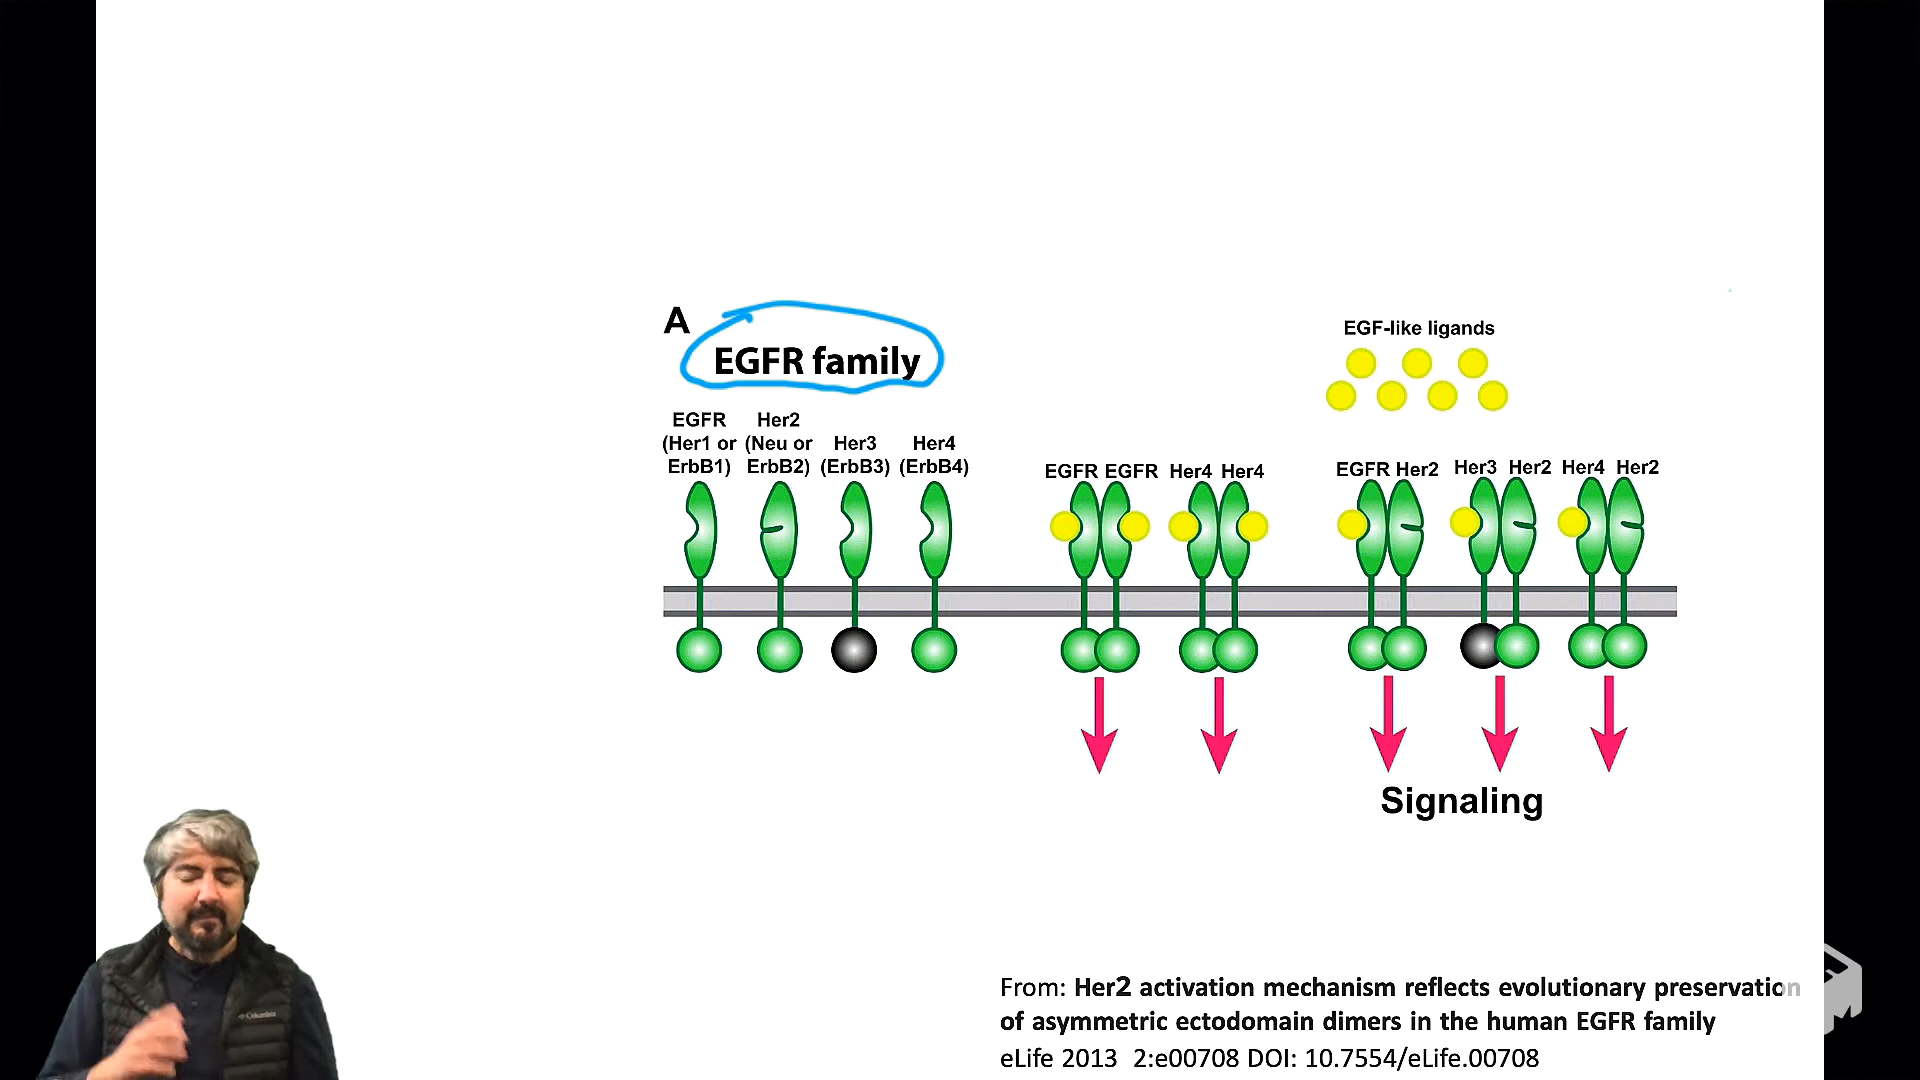 A
EGFR family
EGF-like ligands
EGFR
(Her1 or
ErbB1)
Her2
(Neu or
ErbB2)
Her3
(ErbB3)
Her4
(ErbB4)
EGFR EGFR
Her4 Her4
EGFR Her2
Her3 Her2
Her4 Her2
Signaling
Columbia
From: Her2 activation mechanism reflects evolutionary preservation
of asymmetric ectodomain dimers in the human EGFR family
eLife 2013 2:e00708 DOI: 10.7554/eLife.00708